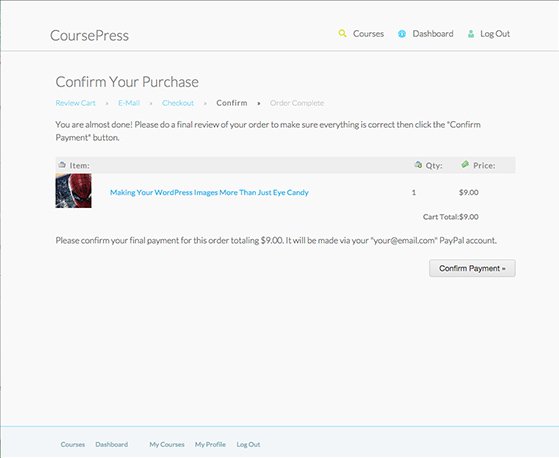 CoursePress
Courses Dashboard Log Out
Confirm Your Purchase
Review Cart » E-Mail » Checkout » Confirm » Order Complete
You are almost done! Please do a final review of your order to make sure everything is correct then click the "Confirm
Payment" button.
Item: Qty: Price:
Making Your WordPress Images More Than Just Eye Candy 1 $9.00
Cart Total:$9.00
Please confirm your final payment for this order totaling $9.00. It will be made via your "your@email.com" PayPal account.
Confirm Payment »
Courses Dashboard My Courses My Profile Log Out